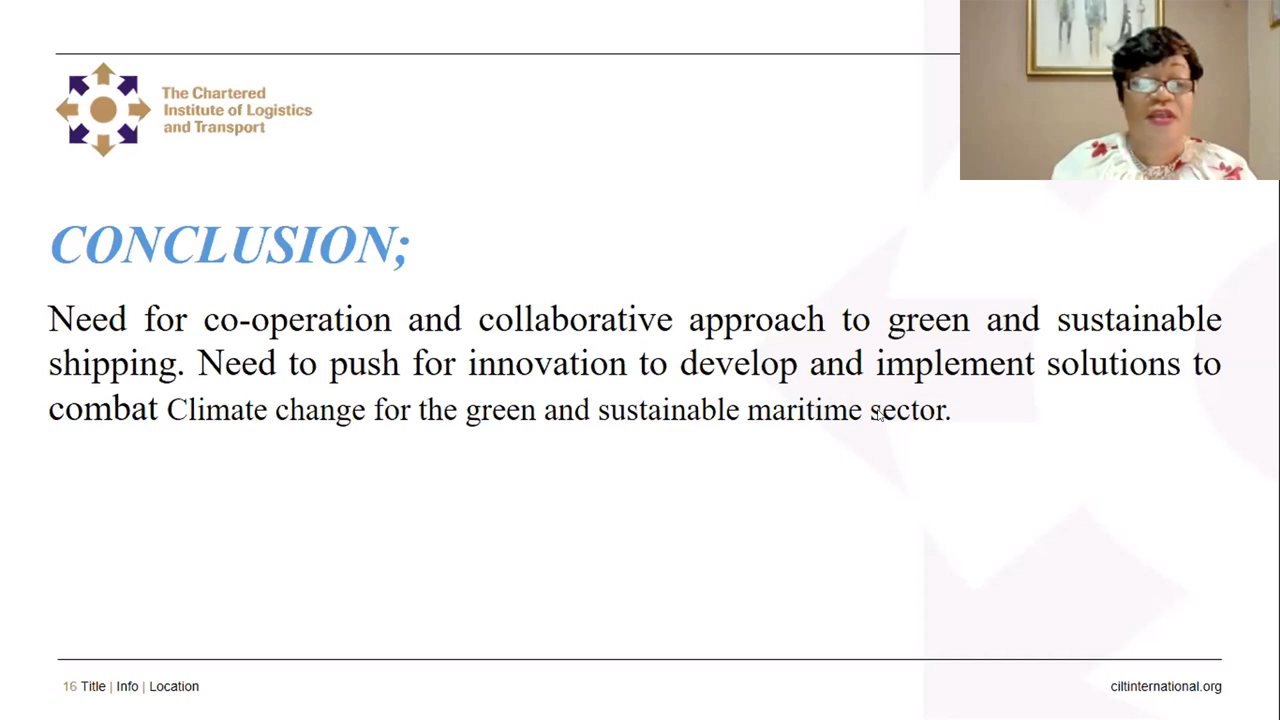 The Chartered
Institute of Logistics
and Transport
CONCLUSION;
Need for co-operation and collaborative approach to green and sustainable
shipping. Need to push for innovation to develop and implement solutions to
combat Climate change for the green and sustainable maritime sector.
16 Title | Info | Location
ciltinternational.org